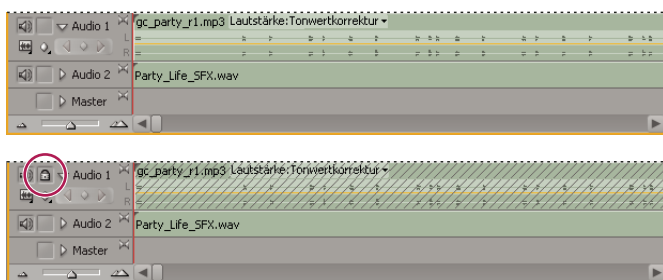 Audio 1 gc_party_r1.mp3 Lautstärke:Tonwertkorrektur
L
R
Audio 2 Party_Life_SFX.wav
Master
Audio 1 gc_party_r1.mp3 Lautstärke:Tonwertkorrektur
L
R
Audio 2 Party_Life_SFX.wav
Master